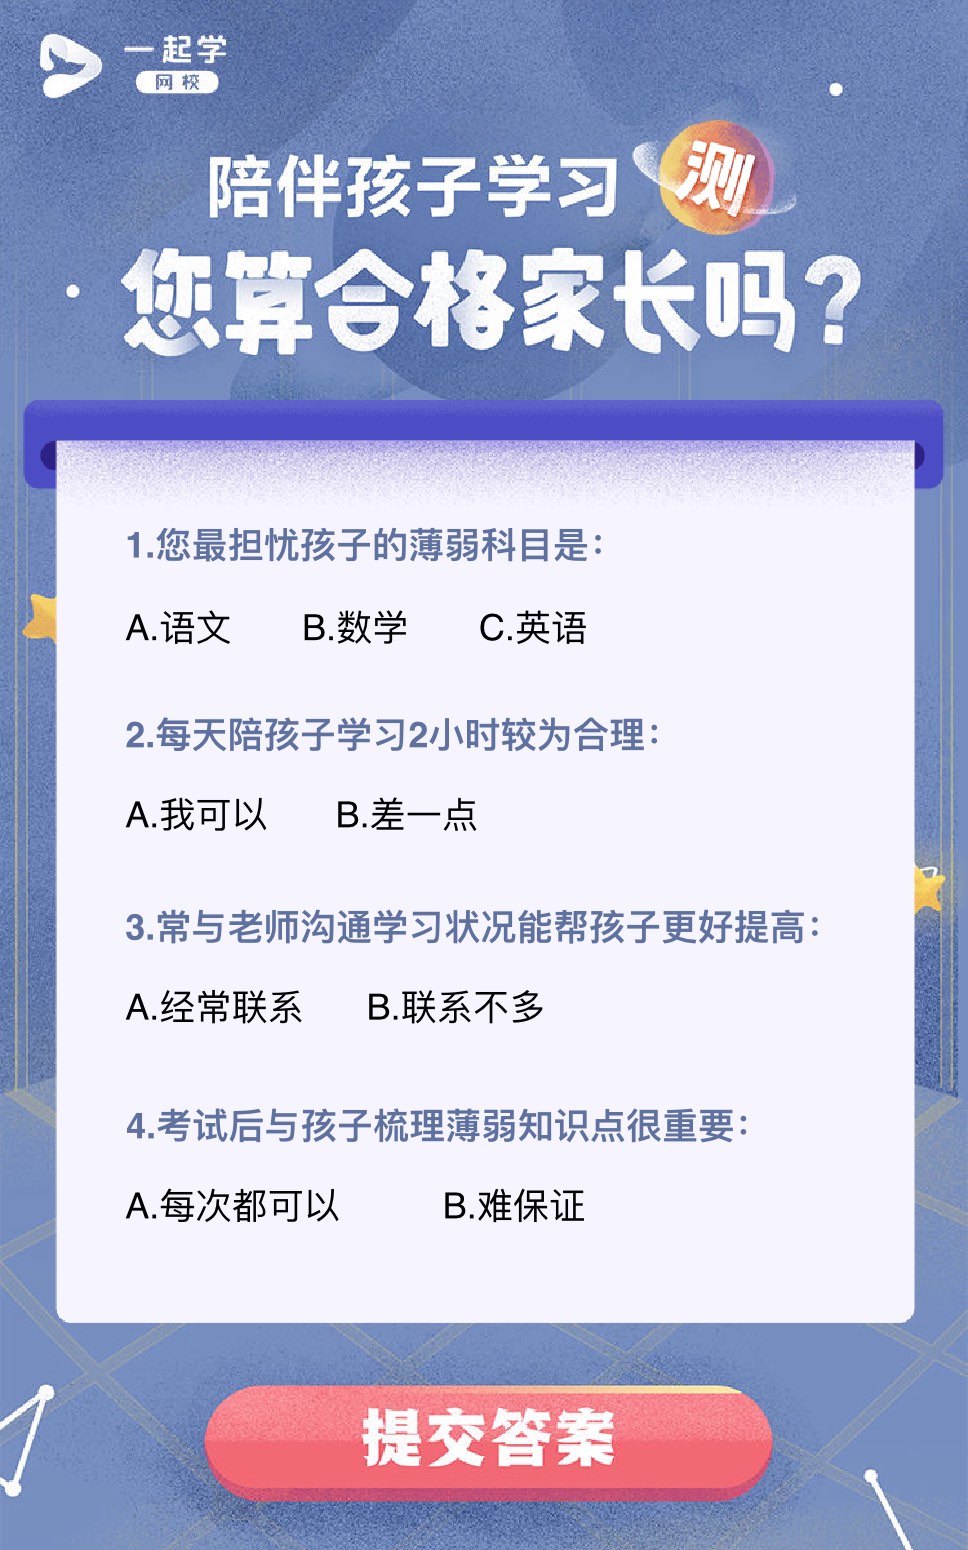 一起学
网校
陪伴孩子学习 测
您算合格家长吗?
1.您最担忧孩子的薄弱科目是：
A.语文 B.数学 C.英语
2.每天陪孩子学习2小时较为合理：
A.我可以 B.差一点
3.常与老师沟通学习状况能帮孩子更好提高：
A.经常联系 B.联系不多
4.考试后与孩子梳理薄弱知识点很重要：
A.每次都可以 B.难保证
提交答案